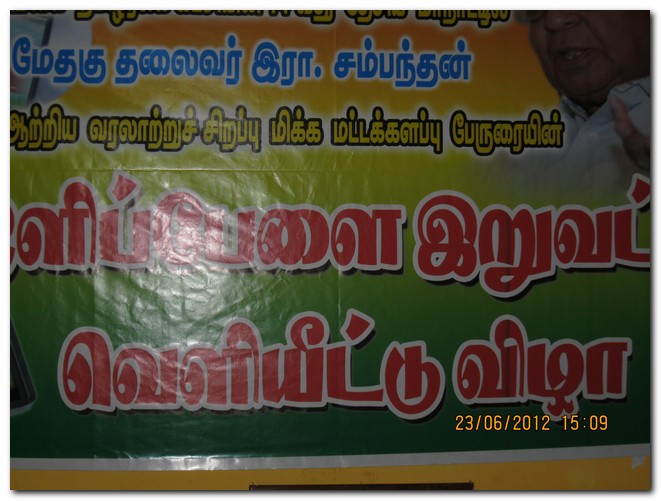 தேசிய மாநாட்டில்
மேதகு தலைவர் இரா. சம்பந்தன்
ஆற்றிய வரலாற்றுச் சிறப்பு மிக்க மட்டக்களப்பு பேருரையின்
ளிப்பேளை இறுவட்
வெளியீட்டு விழா
23/06/2012 15:09